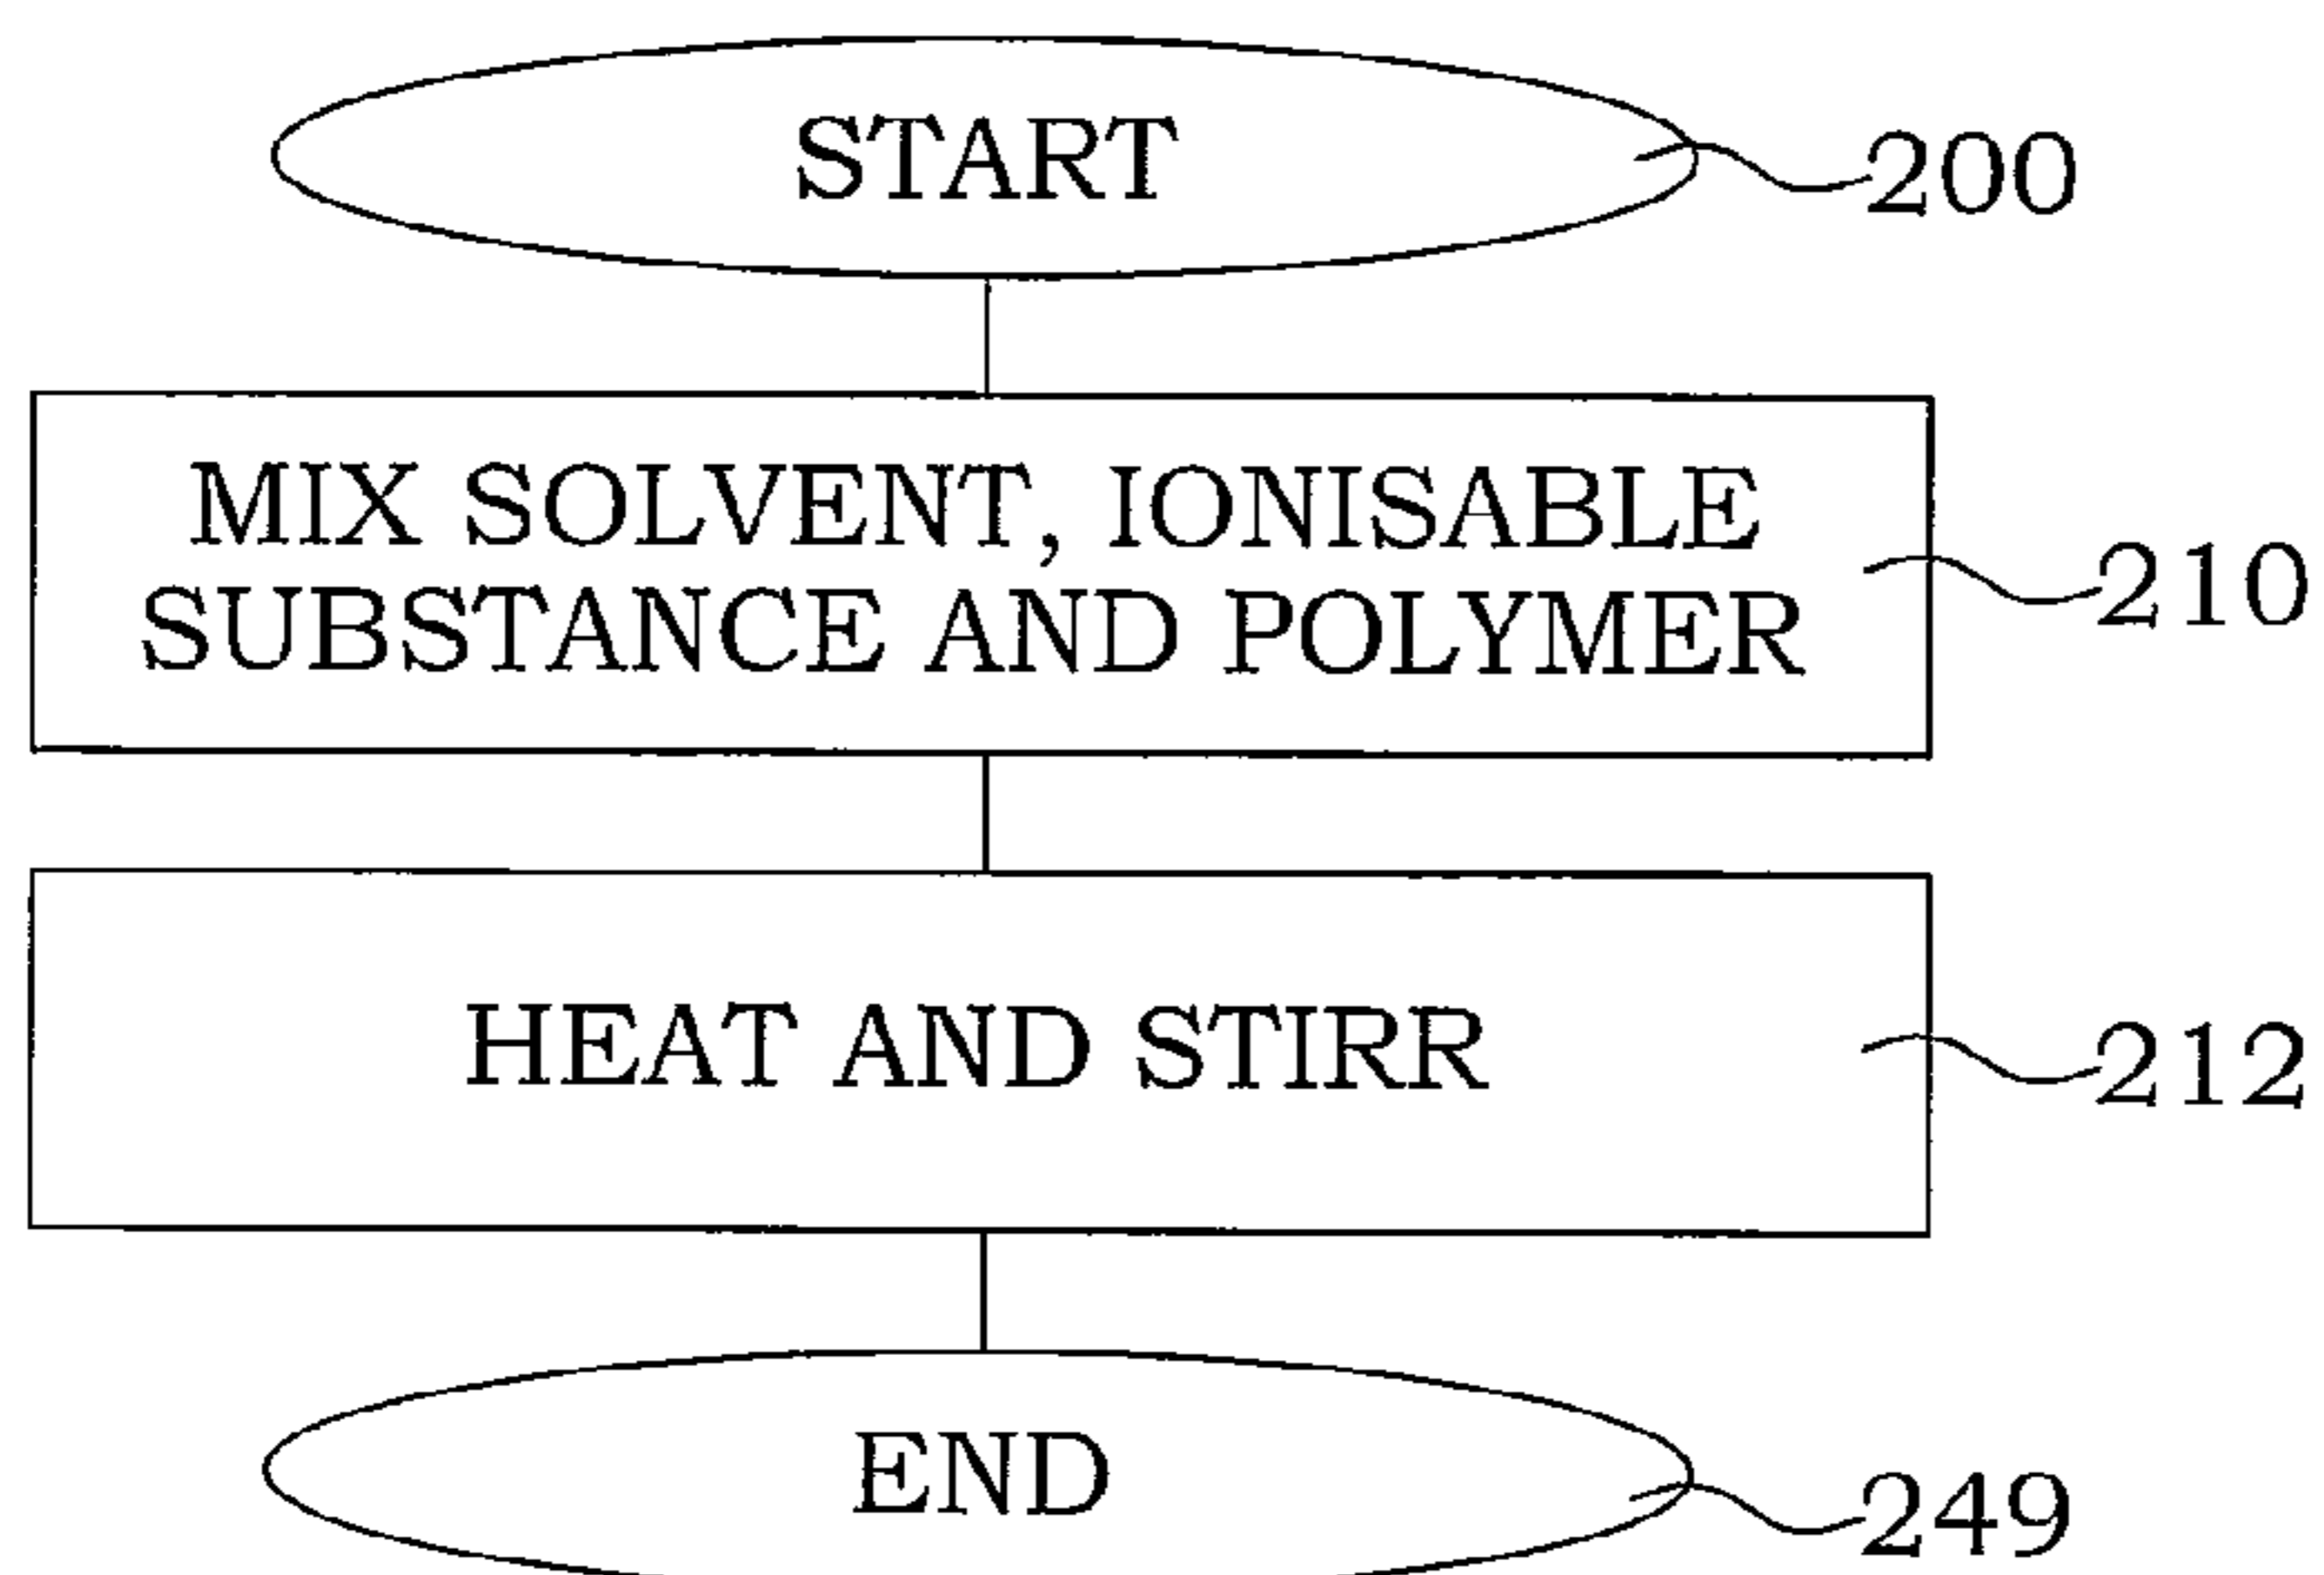 START
200
MIX SOLVENT, IONISABLE
SUBSTANCE AND POLYMER
210
HEAT AND STIRR
212
END
249